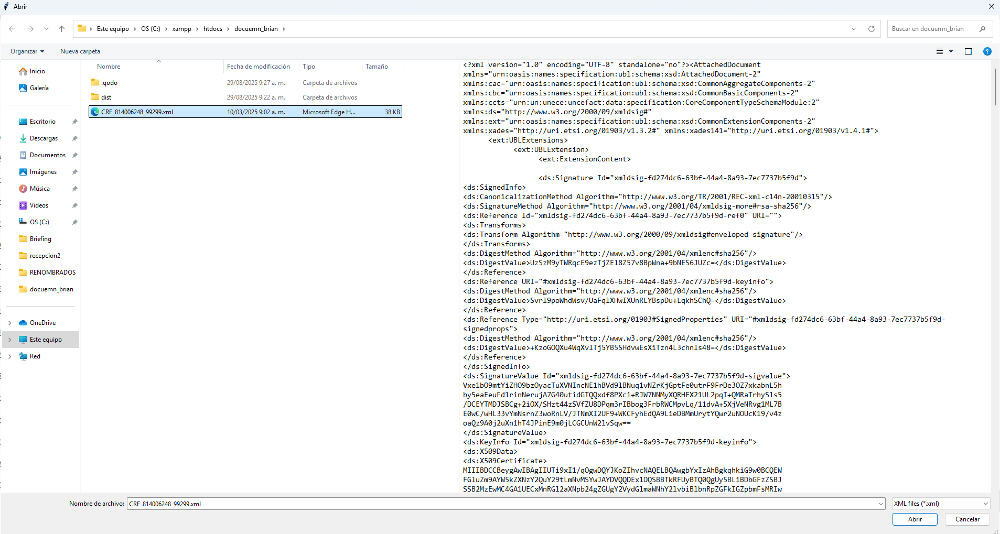 Abrir
Este equipo > OS (C:) > xampp > htdocs > docuemn_brian >
Buscar en docuemn_brian
Organizar
Nueva carpeta
Inicio
Galería
Escritorio
Descargas
Documentos
Imágenes
Música
Videos
OS (C:)
Briefing
recepcion2
RENOMBRADOS
docuemn_brian
OneDrive
Este equipo
Red
Nombre Fecha de modificación Tipo Tamaño
.qodo 29/08/2025 9:27 a. m. Carpeta de archivos
dist 29/08/2025 9:22 a. m. Carpeta de archivos
CRF_814006248_99299.xml 10/03/2025 9:02 a. m. Microsoft Edge H... 38 KB
<?xml version="1.0" encoding="UTF-8" standalone="no"?><AttachedDocument
xmlns="urn:oasis:names:specification:ubl:schema:xsd:AttachedDocument-2"
xmlns:cac="urn:oasis:names:specification:ubl:schema:xsd:CommonAggregateComponents-2"
xmlns:cbc="urn:oasis:names:specification:ubl:schema:xsd:CommonBasicComponents-2"
xmlns:ccts="urn:un:unece:uncefact:data:specification:CoreComponentTypeSchemaModule:2"
xmlns:ds="http://www.w3.org/2000/09/xmldsig#"
xmlns:ext="urn:oasis:names:specification:ubl:schema:xsd:CommonExtensionComponents-2"
xmlns:xades="http://uri.etsi.org/01903/v1.3.2#" xmlns:xades141="http://uri.etsi.org/01903/v1.4.1#">
<ext:UBLExtensions>
<ext:UBLExtension>
<ext:ExtensionContent>
<ds:Signature Id="xmldsig-fd274dc6-63bf-44a4-8a93-7ec7737b5f9d">
<ds:SignedInfo>
<ds:CanonicalizationMethod Algorithm="http://www.w3.org/TR/2001/REC-xml-c14n-20010315"/>
<ds:SignatureMethod Algorithm="http://www.w3.org/2001/04/xmldsig-more#rsa-sha256"/>
<ds:Reference Id="xmldsig-fd274dc6-63bf-44a4-8a93-7ec7737b5f9d-ref0" URI="">
<ds:Transforms>
<ds:Transform Algorithm="http://www.w3.org/2000/09/xmldsig#enveloped-signature"/>
</ds:Transforms>
<ds:DigestMethod Algorithm="http://www.w3.org/2001/04/xmlenc#sha256"/>
<ds:DigestValue>UzSzM9yTWRqcE9ezTjZEl8Z57v8BpWna+9bNES6JUZc=</ds:DigestValue>
</ds:Reference>
<ds:Reference URI="#xmldsig-fd274dc6-63bf-44a4-8a93-7ec7737b5f9d-keyinfo">
<ds:DigestMethod Algorithm="http://www.w3.org/2001/04/xmlenc#sha256"/>
<ds:DigestValue>Svrl9poWhdWsv/UaFqlXHwIXUnRLYBspDu+LqkhSChQ=</ds:DigestValue>
</ds:Reference>
<ds:Reference Type="http://uri.etsi.org/01903#SignedProperties" URI="#xmldsig-fd274dc6-63bf-44a4-8a93-7ec7737b5f9d-
signedprops">
<ds:DigestMethod Algorithm="http://www.w3.org/2001/04/xmlenc#sha256"/>
<ds:DigestValue>+KzoGOQXu4WqXvlTj5YB5SHdvwEsXiTzn4L3chnls48=</ds:DigestValue>
</ds:Reference>
</ds:SignedInfo>
<ds:SignatureValue Id="xmldsig-fd274dc6-63bf-44a4-8a93-7ec7737b5f9d-sigvalue">
Vxe1bO9mtYiZHO9bzOyacTuXVNIncNE1hBVd9lBNuq1vNZrKjGptFe0utrF9FrDe3OZ7xkabnL5h
by5eaEeuFd1rinNerujA7G40utidGTQQxdf8PXci+RJW7NNMyXQRHEX21UL2pqI+QMRaTrhySls5
/DCEYTMDJSBCg+2iOX/SHzt44zSVfZU8DPqm3rIBbog3FrbRWCMpvLq/11dvA+5XjVeNRvg1ML7B
E0wC/wHL33vYmNsrnZ3woRnLV/JTNmXI2UF9+WKCFyhEdQA9LieDBMmUrytYQwr2uNOUcK19/v4z
oaQz9A0j2uXn1hT4JPinE9m0jLCGCUnW2lvSqw==
</ds:SignatureValue>
<ds:KeyInfo Id="xmldsig-fd274dc6-63bf-44a4-8a93-7ec7737b5f9d-keyinfo">
<ds:X509Data>
<ds:X509Certificate>
MIIIBDCCBeygAwIBAgIIUTi9xI1/qOgwDQYJKoZIhvcNAQELBQAwgbYxIzAhBgkqhkiG9w0BCQEW
FGluZm9AYW5kZXNzY2QuY29tLmNvMSYwJAYDVQQDEx1DQSBBTkRFUyBTQ0QgUy5BLiBDbGFzZSBJ
SSB2MzEwMC4GA1UECxMnRGl2aXNpb24gZGUgY2VydGlmaWNhY2lvbiBlbnRpZGFkIGZpbmFsMRIw
Nombre de archivo: CRF_814006248_99299.xml
XML files (*.xml)
Abrir
Cancelar